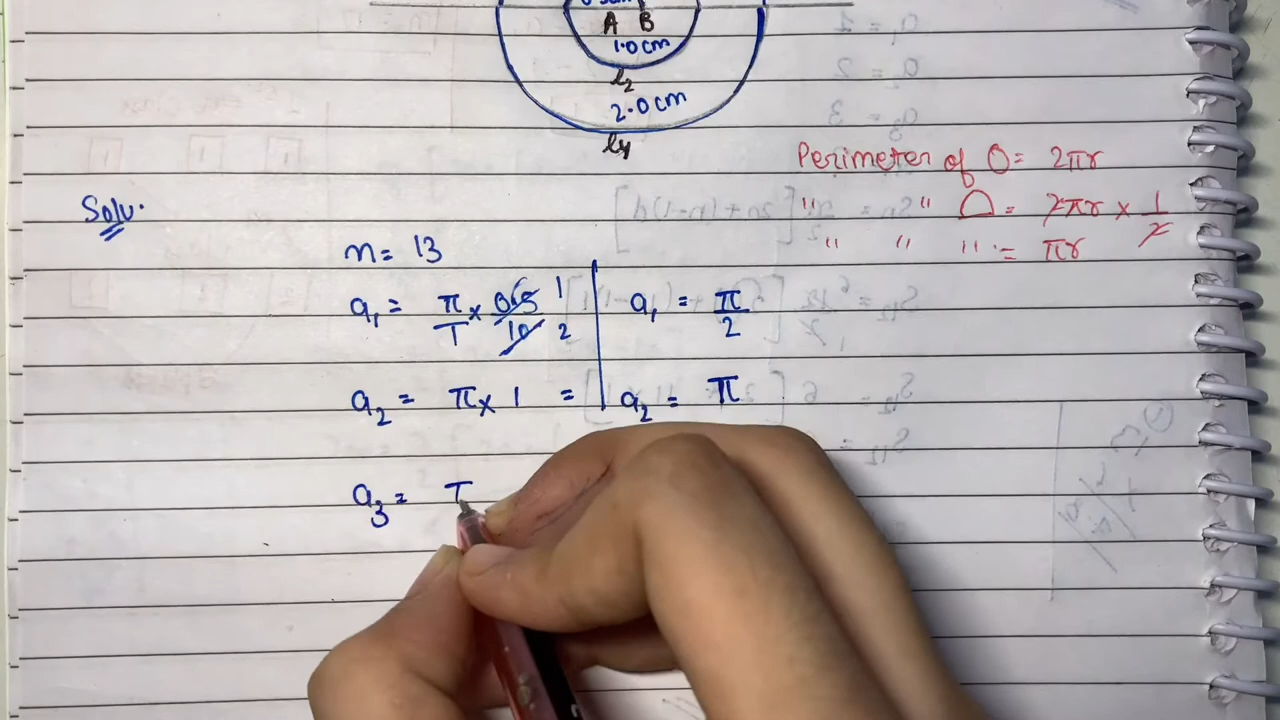 A B
1.0 cm
l2
2.0 cm
l4
Perimeter of O = 2πr
" " ⌓ = 2πr × 1/2
" " " = πr
Solu.
n = 13
a1 = π/1 × 0.5/10 1/2 | a1 = π/2
a2 = π × 1 = | a2 = π
a3 = π